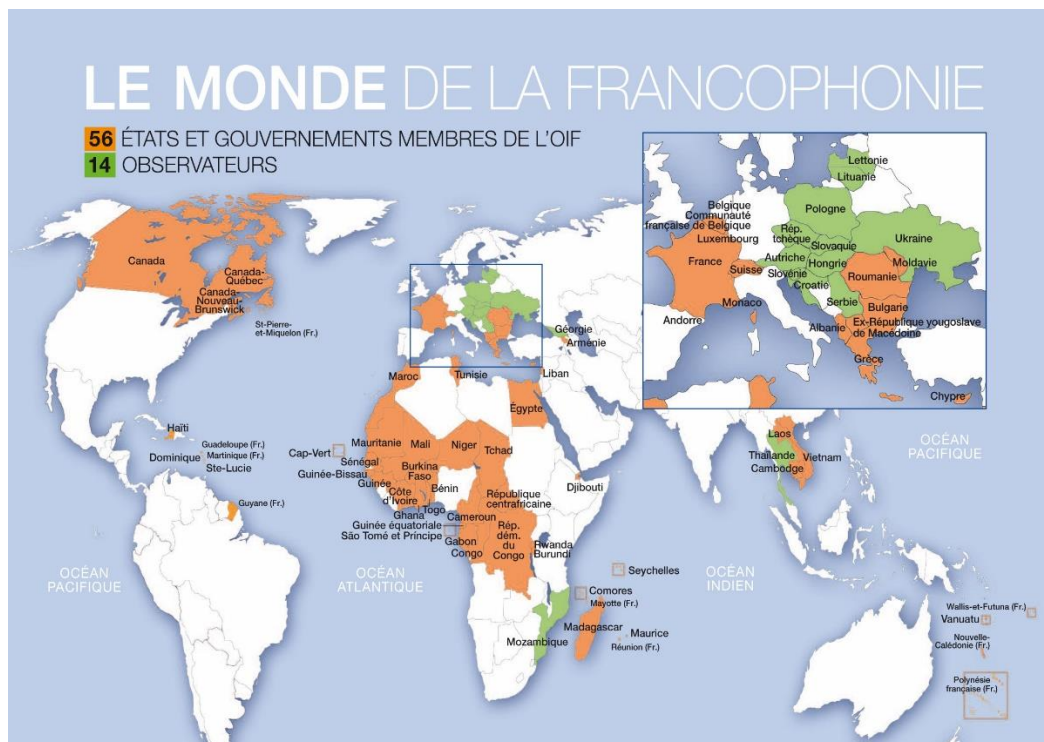 LE MONDE DE LA FRANCOPHONIE
56 ÉTATS ET GOUVERNEMENTS MEMBRES DE L'OIF
14 OBSERVATEURS
Lettonie
Lituanie
Belgique
Communauté
française de Belgique
Luxembourg
Pologne
Rép.
tchèque
Slovaquie
Ukraine
France
Suisse
Autriche
Hongrie
Slovénie
Croatie
Roumanie
Moldavie
Serbie
Bulgarie
Monaco
Andorre
Albanie
Ex-République yougoslave
de Macédoine
Grèce
Chypre
Canada
Canada-
Québec
Canada-
Nouveau-
Brunswick
St-Pierre-
et-Miquelon (Fr.)
Géorgie
Arménie
Liban
Maroc
Tunisie
Égypte
Haïti
Guadeloupe (Fr.)
Dominique
Martinique (Fr.)
Ste-Lucie
Guyane (Fr.)
Cap-Vert
Mauritanie
Mali
Niger
Tchad
Sénégal
Guinée-Bissau
Guinée
Burkina
Faso
Côte
d'Ivoire
Bénin
Togo
Ghana
Cameroun
République
centrafricaine
Djibouti
Guinée équatoriale
São Tomé et Príncipe
Gabon
Congo
Rép.
dém.
du
Congo
Rwanda
Burundi
Seychelles
Comores
Mayotte (Fr.)
Madagascar
Mozambique
Maurice
Réunion (Fr.)
Laos
Thaïlande
Vietnam
Cambodge
OCÉAN
PACIFIQUE
OCÉAN
PACIFIQUE
OCÉAN
ATLANTIQUE
OCÉAN
INDIEN
Wallis-et-Futuna (Fr.)
Vanuatu
Nouvelle-
Calédonie (Fr.)
Polynésie
française (Fr.)